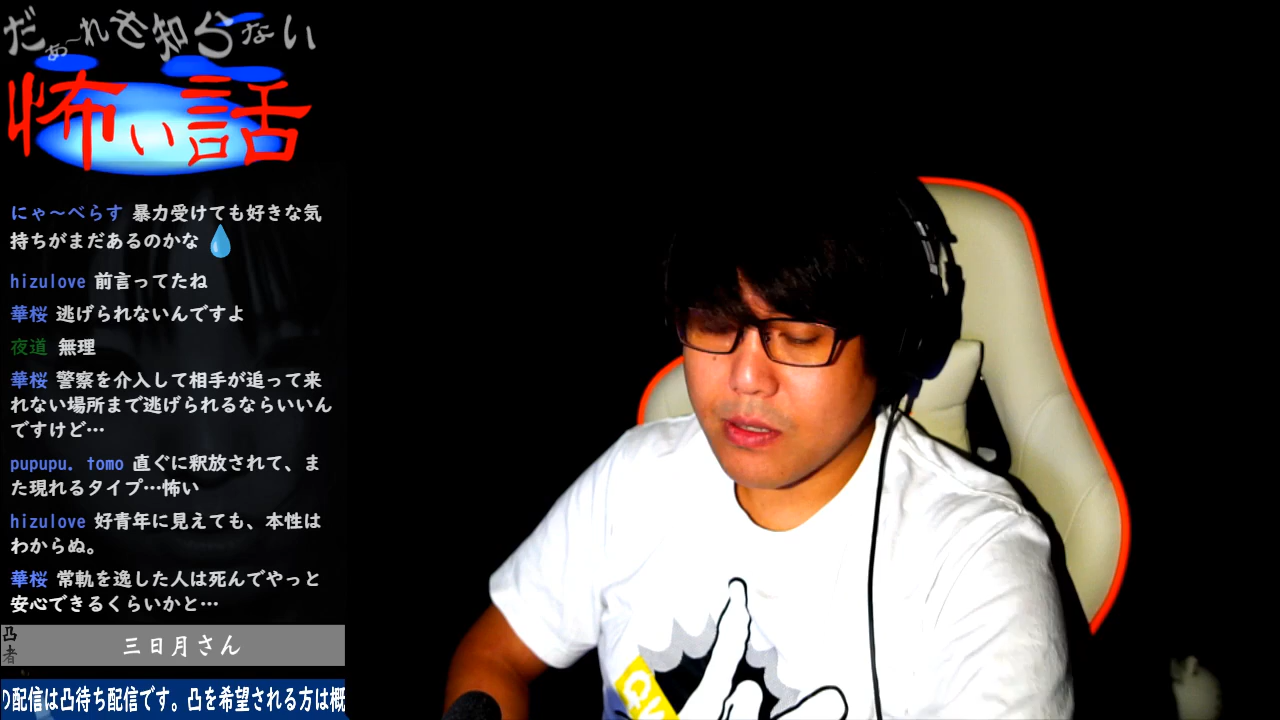 だぁ～れも知らない
怖い話
にゃ～べらす 暴力受けても好きな気
持ちがまだあるのかな
hizulove 前言ってたね
華桜 逃げられないんですよ
夜道 無理
華桜 警察を介入して相手が追って来
れない場所まで逃げられるならいいん
ですけど…
pupupu. tomo 直ぐに釈放されて、ま
た現れるタイプ…怖い
hizulove 好青年に見えても、本性は
わからぬ。
華桜 常軌を逸した人は死んでやっと
安心できるくらいかと…
凸者 三日月さん
の配信は凸待ち配信です。凸を希望される方は概